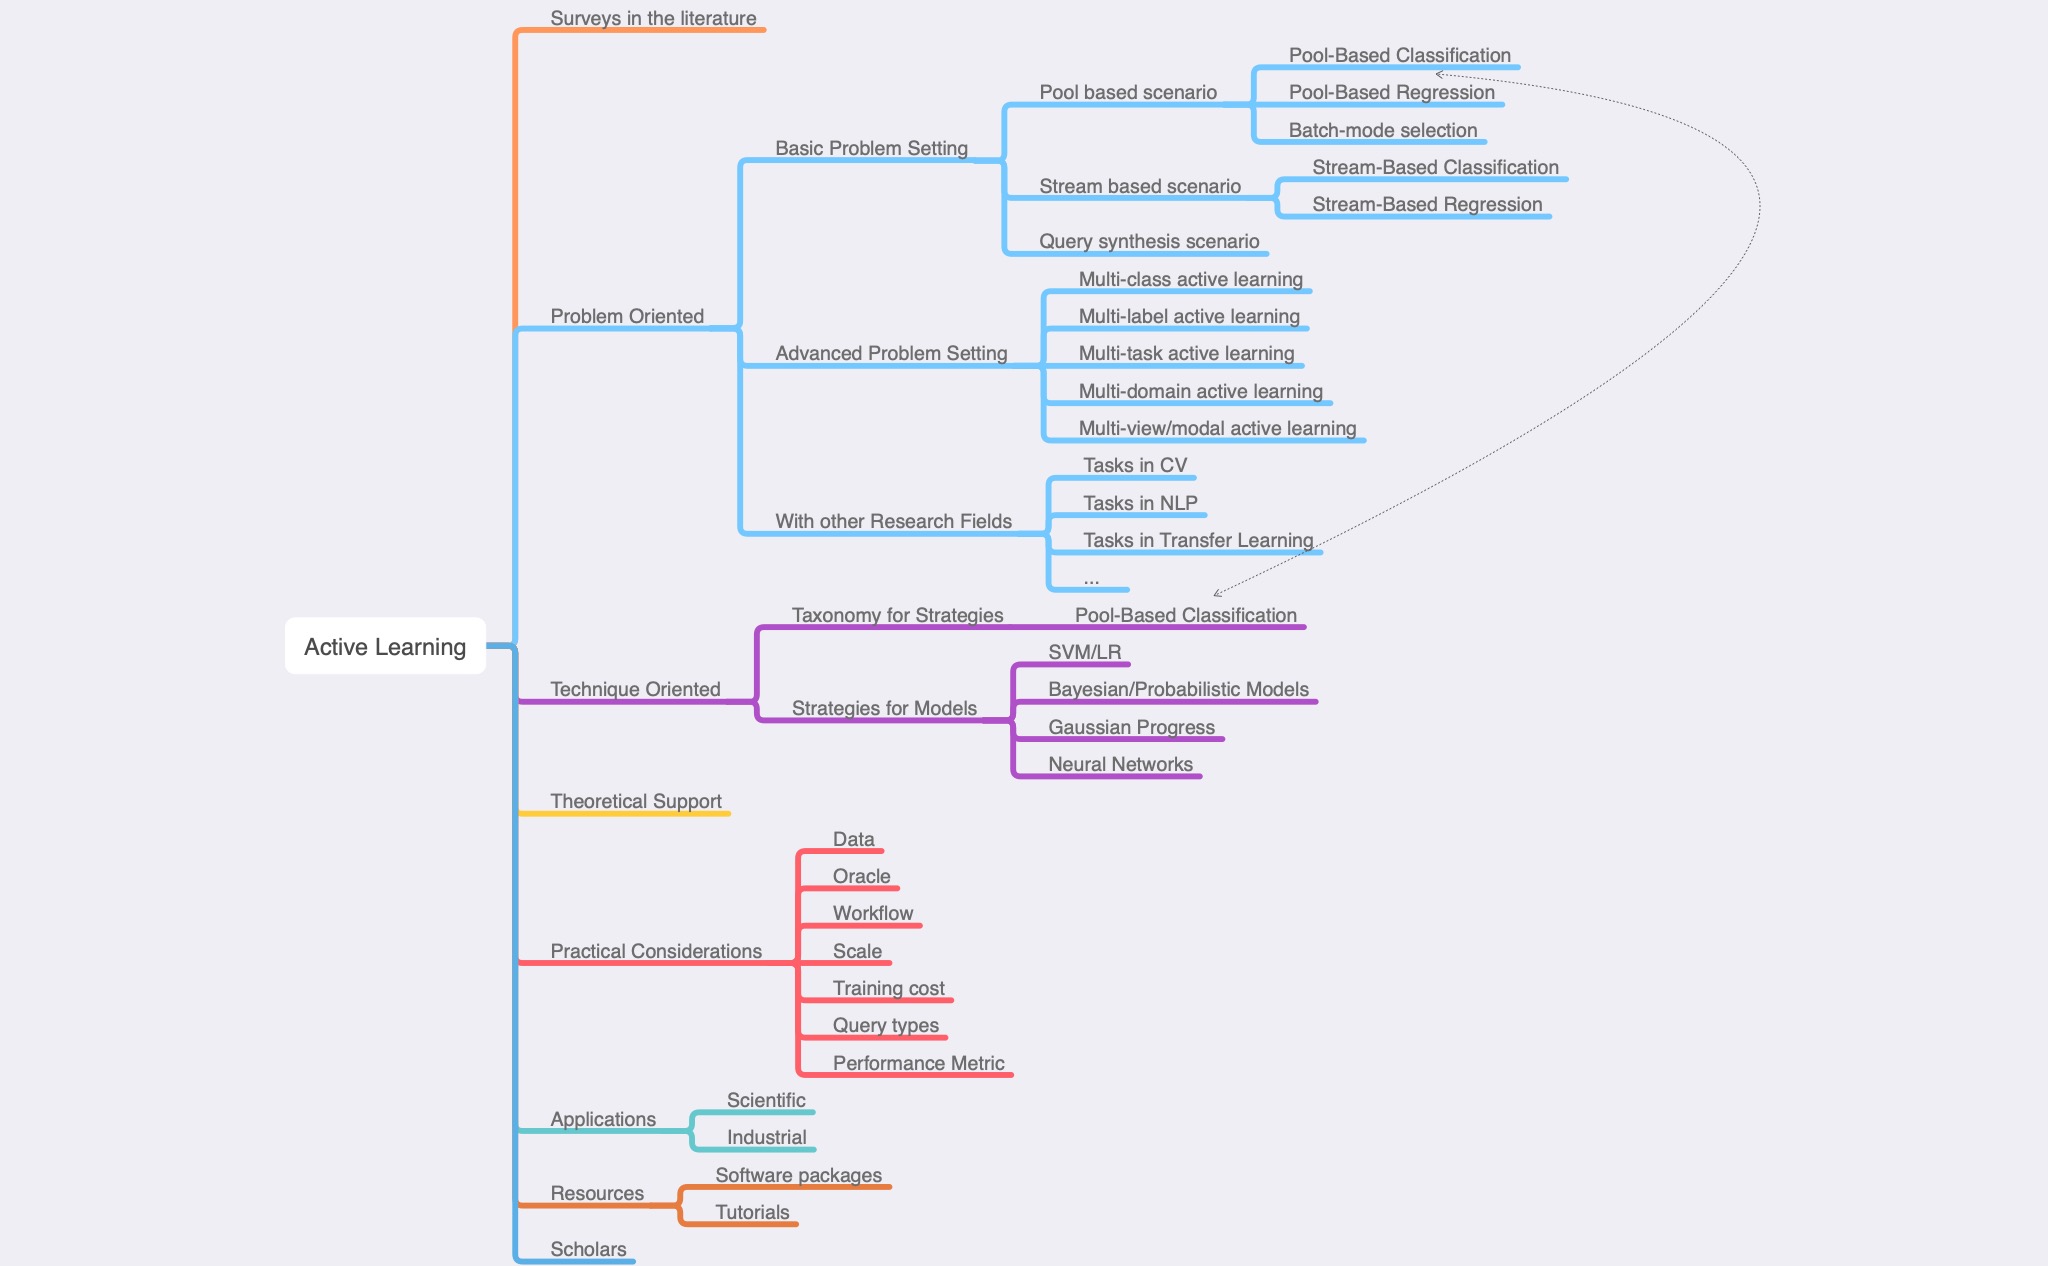 Surveys in the literature
Pool-Based Classification
Pool based scenario
Pool-Based Regression
Batch-mode selection
Basic Problem Setting
Stream-Based Classification
Stream based scenario
Stream-Based Regression
Query synthesis scenario
Multi-class active learning
Problem Oriented
Multi-label active learning
Advanced Problem Setting
Multi-task active learning
Multi-domain active learning
Multi-view/modal active learning
Tasks in CV
Tasks in NLP
With other Research Fields
Tasks in Transfer Learning
...
Active Learning
Taxonomy for Strategies
Pool-Based Classification
SVM/LR
Technique Oriented
Bayesian/Probabilistic Models
Strategies for Models
Gaussian Progress
Neural Networks
Theoretical Support
Data
Oracle
Workflow
Practical Considerations
Scale
Training cost
Query types
Performance Metric
Scientific
Applications
Industrial
Software packages
Resources
Tutorials
Scholars